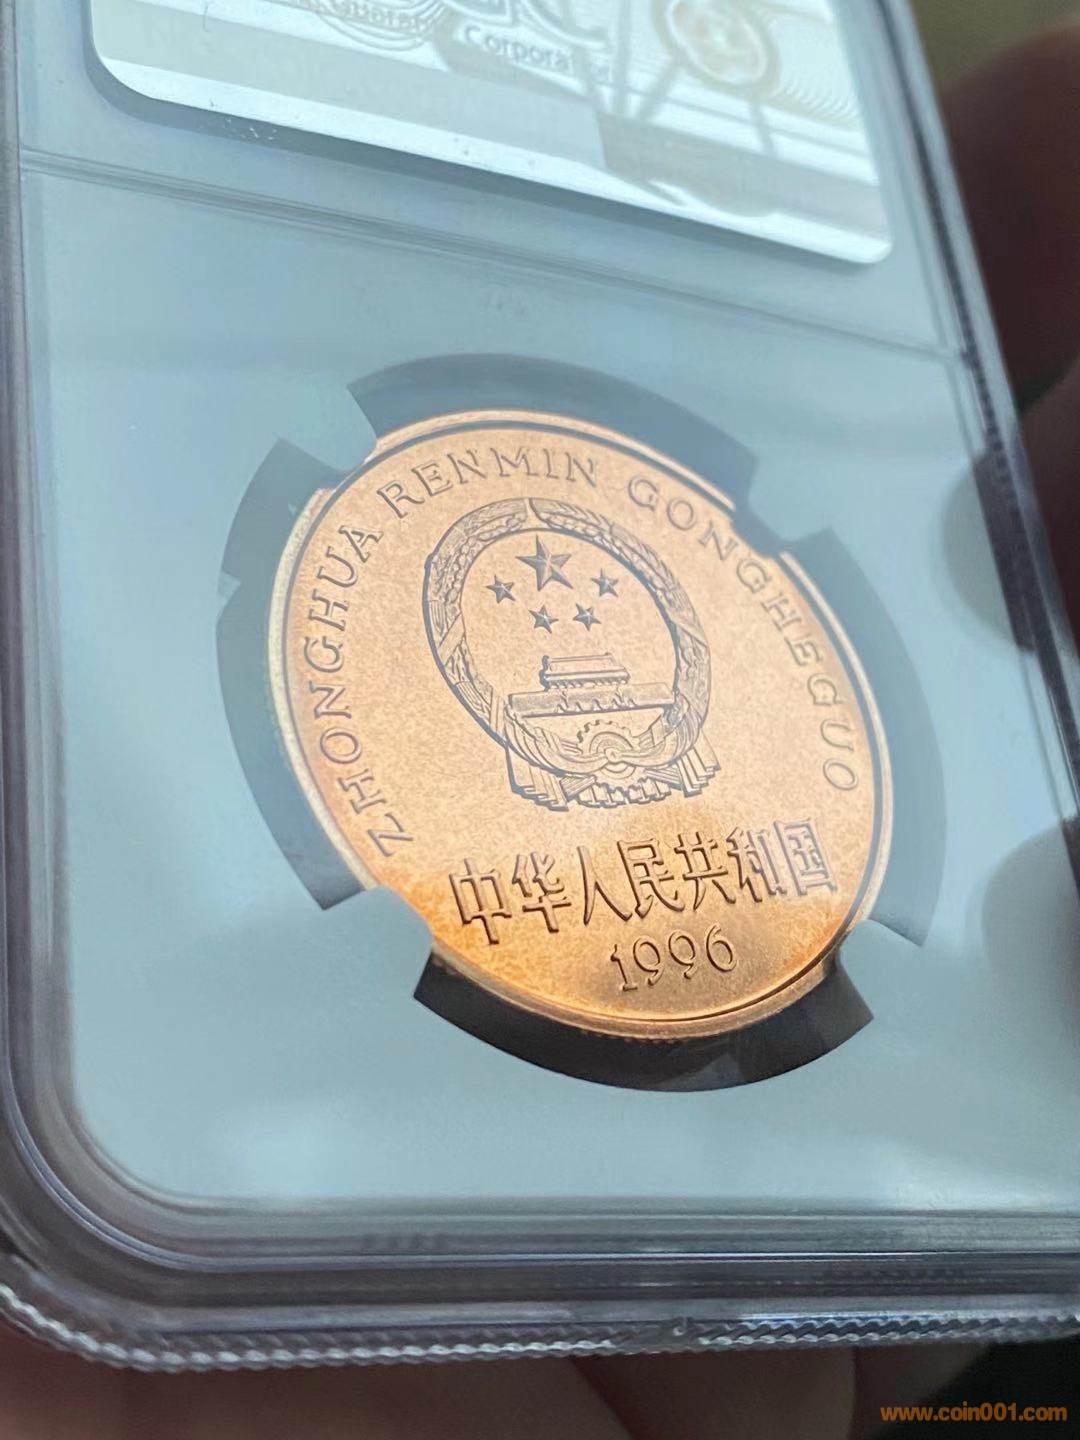 Corporation
ZHONGHUA RENMIN GONGHEGUO
中华人民共和国
1996
www.coin001.com